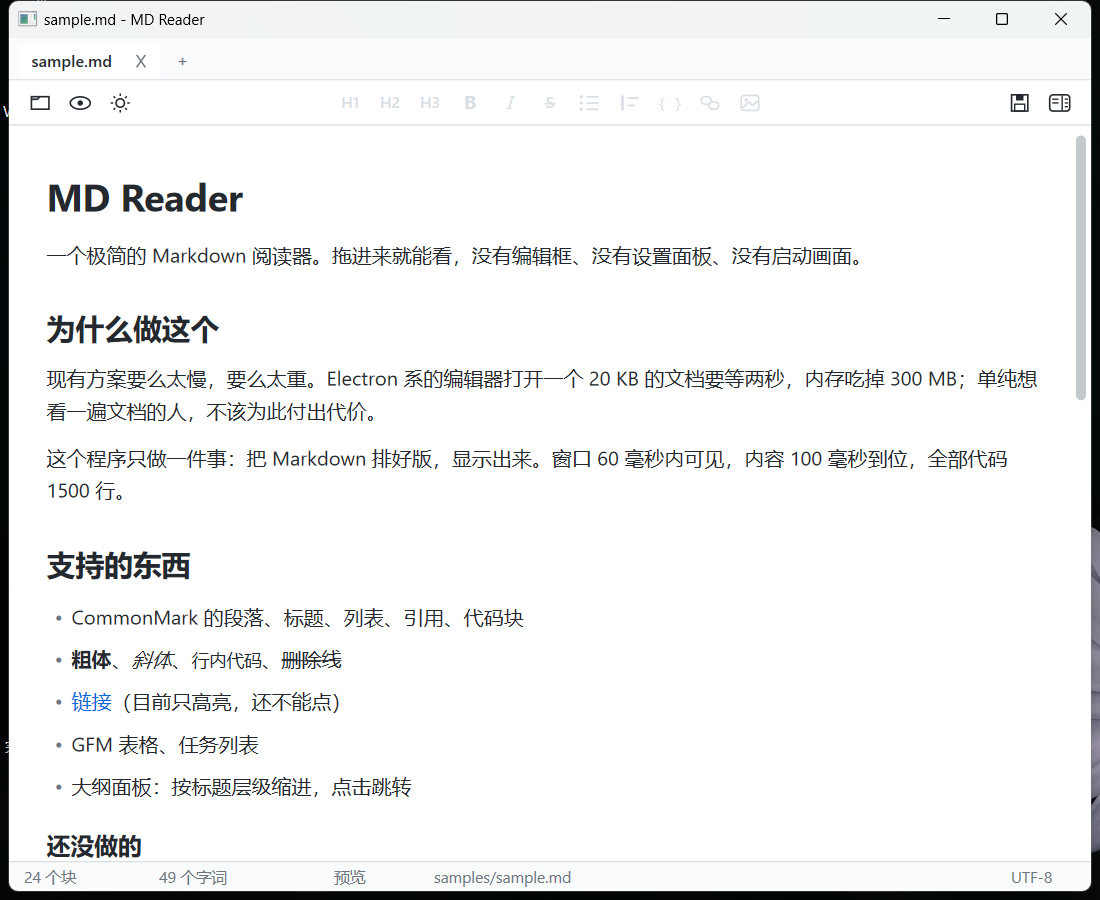 sample.md - MD Reader
sample.md X +
H1 H2 H3 B I S { }
MD Reader
一个极简的 Markdown 阅读器。拖进来就能看，没有编辑框、没有设置面板、没有启动画面。
为什么做这个
现有方案要么太慢，要么太重。Electron 系的编辑器打开一个 20 KB 的文档要等两秒，内存吃掉 300 MB；单纯想
看一遍文档的人，不该为此付出代价。
这个程序只做一件事：把 Markdown 排好版，显示出来。窗口 60 毫秒内可见，内容 100 毫秒到位，全部代码
1500 行。
支持的东西
• CommonMark 的段落、标题、列表、引用、代码块
• 粗体、斜体、行内代码、删除线
• 链接（目前只高亮，还不能点）
• GFM 表格、任务列表
• 大纲面板：按标题层级缩进，点击跳转
还没做的
24 个块 49 个字词 预览 samples/sample.md UTF-8